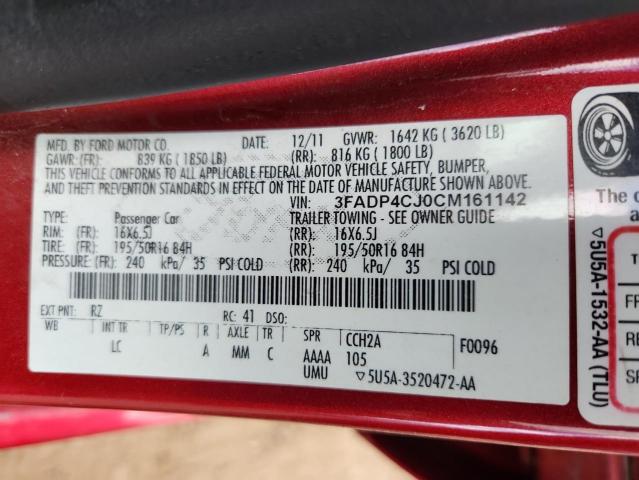 MFD. BY FORD MOTOR CO.
DATE: 12/11 GVWR: 1642 KG ( 3620 LB)
GAWR: (FR): 839 KG ( 1850 LB) (RR): 816 KG ( 1800 LB)
THIS VEHICLE CONFORMS TO ALL APPLICABLE FEDERAL MOTOR VEHICLE SAFETY, BUMPER,
AND THEFT PREVENTION STANDARDS IN EFFECT ON THE DATE OF MANUFACTURE SHOWN ABOVE.
VIN: 3FADP4CJ0CM161142
TYPE: Passenger Car TRAILER TOWING - SEE OWNER GUIDE
RIM: (FR): 16X6.5J (RR): 16X6.5J
TIRE: (FR): 195/50R16 84H (RR): 195/50R16 84H
PRESSURE: (FR): 240 kPa/ 35 PSI COLD (RR): 240 kPa/ 35 PSI COLD
EXT PNT: RZ RC: 41 DSO:
WB INT TR TP/PS R AXLE TR SPR CCH2A F0096
LC A MM C AAAA 105
UMU ▽5U5A-3520472-AA
The
▽5U5A-1532-AA (TLU)
T
FR
RE
SP